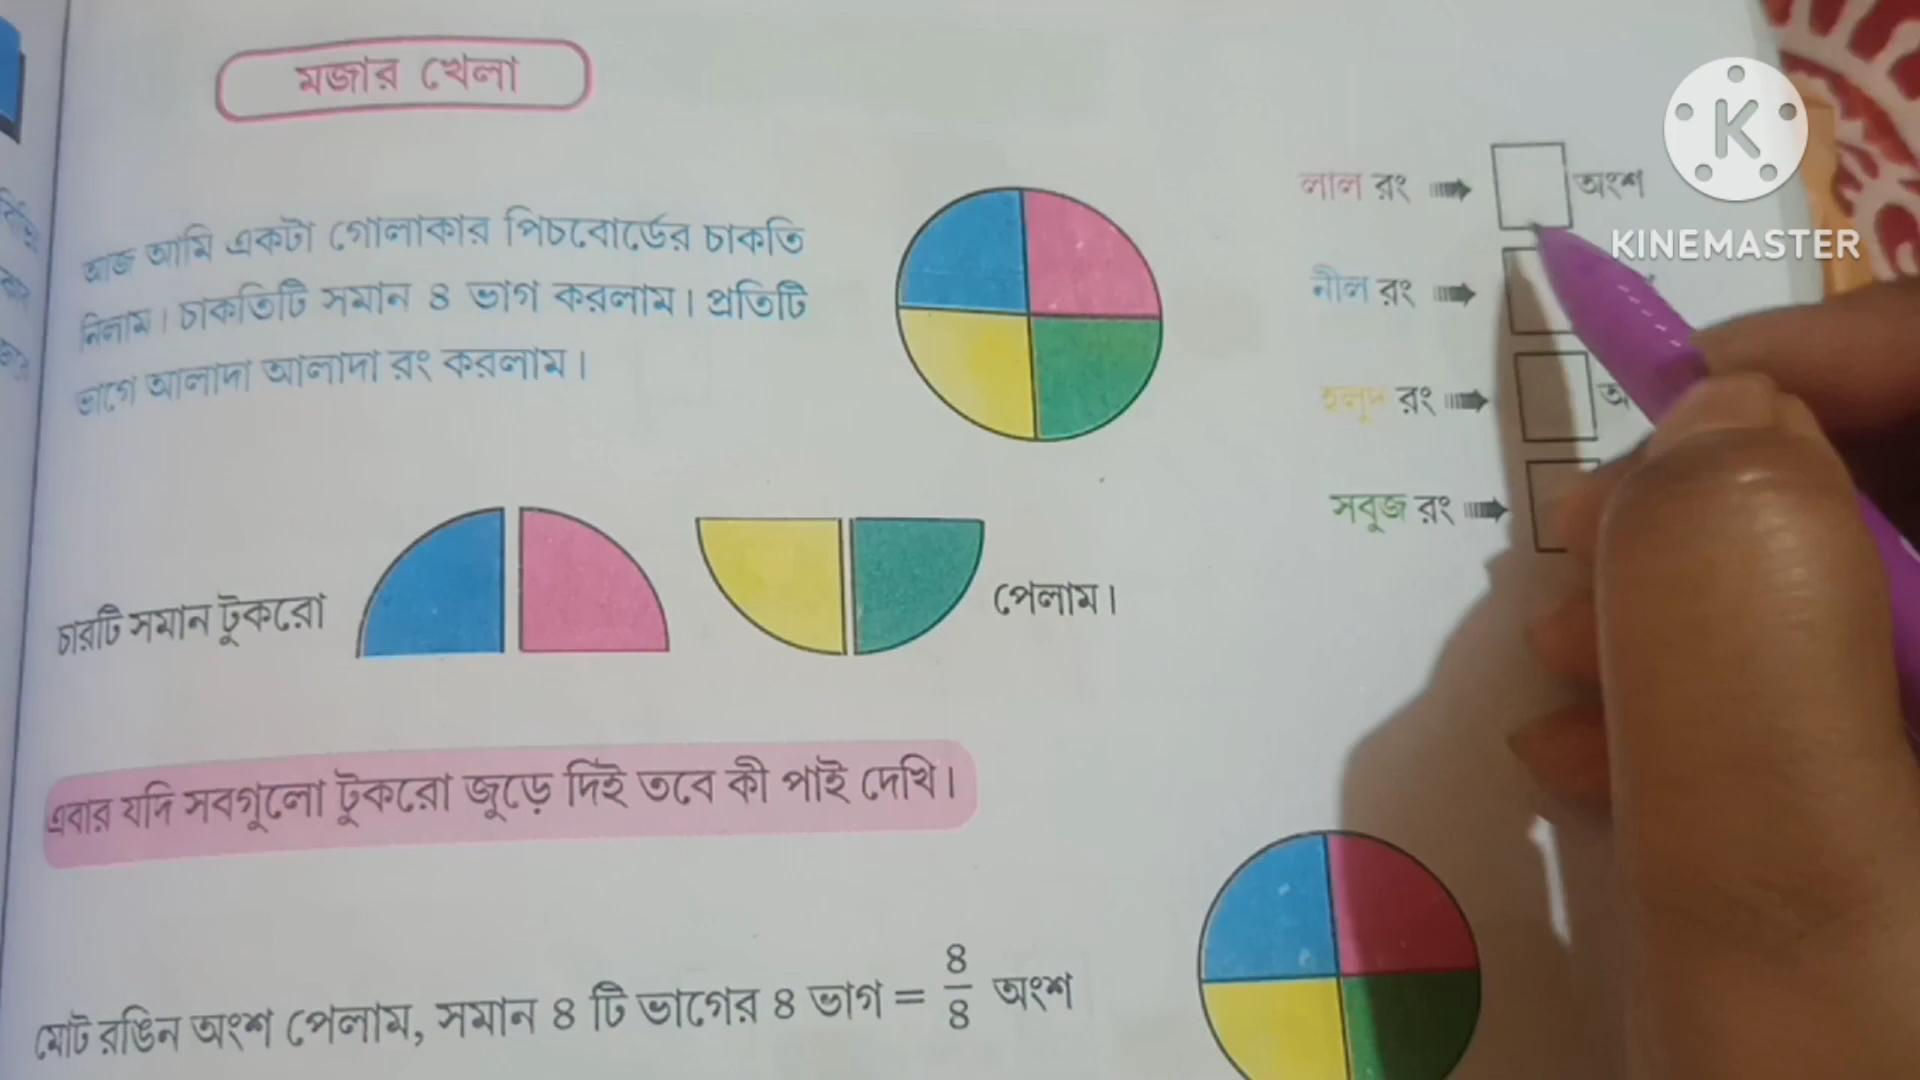 মজার খেলা
আজ আমি একটা গোলাকার পিচবোর্ডের চাকতি
নিলাম। চাকতিটি সমান ৪ ভাগ করলাম। প্রতিটি
ভাগে আলাদা আলাদা রং করলাম।
লাল রং অংশ
নীল রং
হলুদ রং অ
সবুজ রং
K
KINEMASTER
চারটি সমান টুকরো পেলাম।
এবার যদি সবগুলো টুকরো জুড়ে দিই তবে কী পাই দেখি।
মোট রঙিন অংশ পেলাম, সমান ৪ টি ভাগের ৪ ভাগ = ৪/৪ অংশ